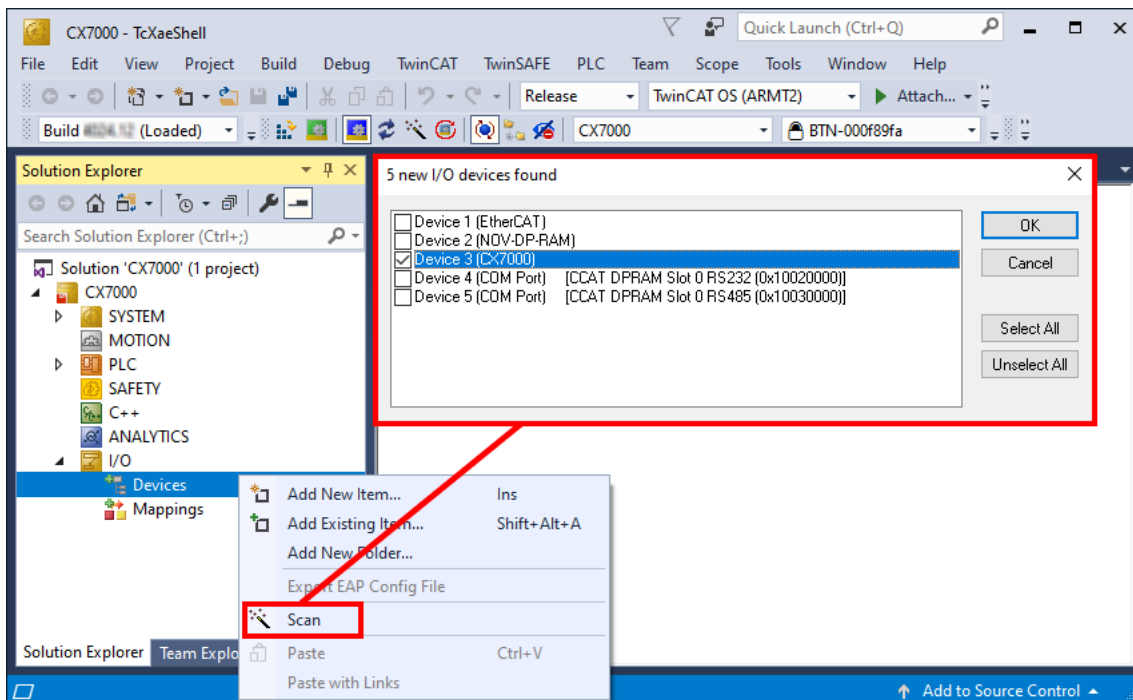 CX7000 - TcXaeShell
Quick Launch (Ctrl+Q)
File Edit View Project Build Debug TwinCAT TwinSAFE PLC Team Scope Tools Window Help
Release TwinCAT OS (ARMT2) Attach...
Build (Loaded) CX7000 BTN-000f89fa
Solution Explorer
Search Solution Explorer (Ctrl+;)
Solution 'CX7000' (1 project)
CX7000
SYSTEM
MOTION
PLC
SAFETY
C++
ANALYTICS
I/O
Devices
Mappings
5 new I/O devices found
Device 1 (EtherCAT)
Device 2 (NOV-DP-RAM)
Device 3 (CX7000)
Device 4 (COM Port) [CCAT DPRAM Slot 0 RS232 (0x10020000)]
Device 5 (COM Port) [CCAT DPRAM Slot 0 RS485 (0x10030000)]
OK
Cancel
Select All
Unselect All
Add New Item... Ins
Add Existing Item... Shift+Alt+A
Add New Folder...
Export EAP Config File
Scan
Paste Ctrl+V
Paste with Links
Solution Explorer Team Explo
Add to Source Control